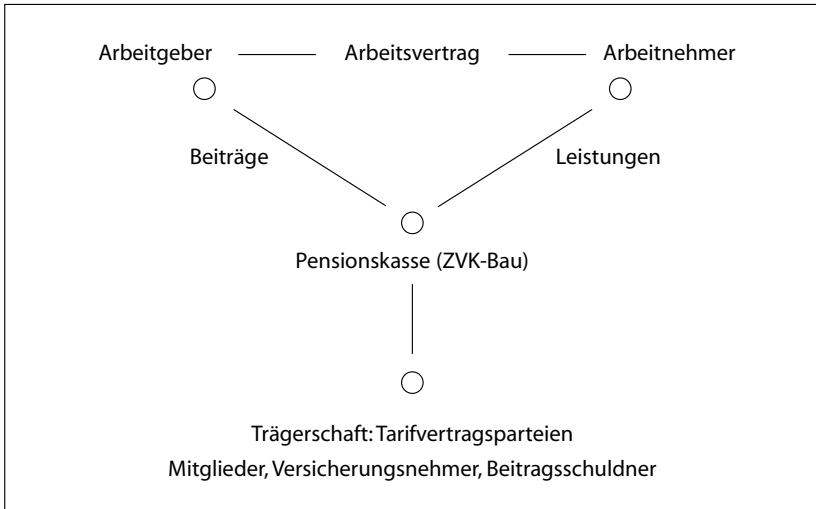 Arbeitgeber Arbeitsvertrag Arbeitnehmer
Beiträge Leistungen
Pensionskasse (ZVK-Bau)
Trägerschaft: Tarifvertragsparteien
Mitglieder, Versicherungsnehmer, Beitragsschuldner